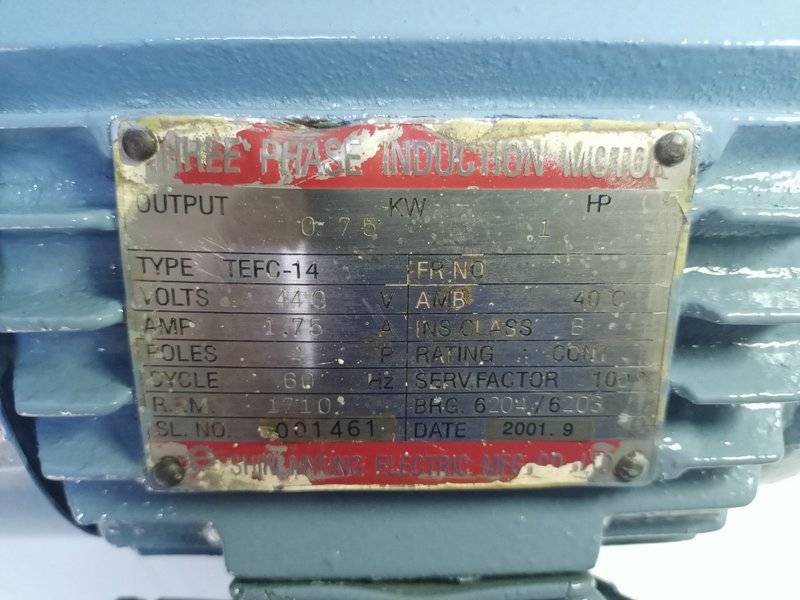 THREE PHASE INDUCTION MOTOR
OUTPUT 0.75 KW 1 HP
TYPE TEFC-14 FR.NO
VOLTS 440 V AMB 40°C
AMP 1.75 A INS.CLASS
POLES P RATING CONT
CYCLE 60 Hz SERV.FACTOR
R.P.M. 1710 BRG. 6204/6203
SL. NO. 001461 DATE 2001. 9
ELECTRIC MFG. CO., LTD